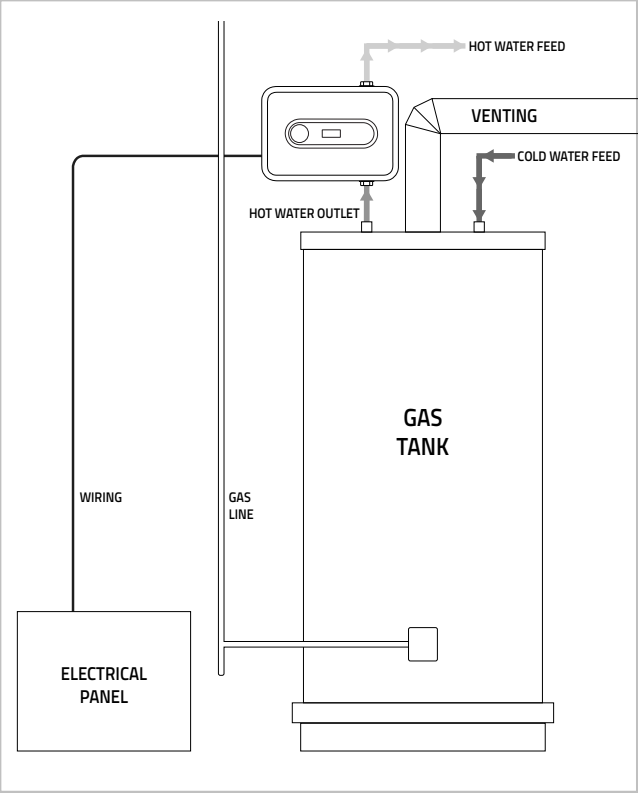 HOT WATER FEED
VENTING
COLD WATER FEED
HOT WATER OUTLET
GAS
TANK
WIRING
GAS
LINE
ELECTRICAL
PANEL